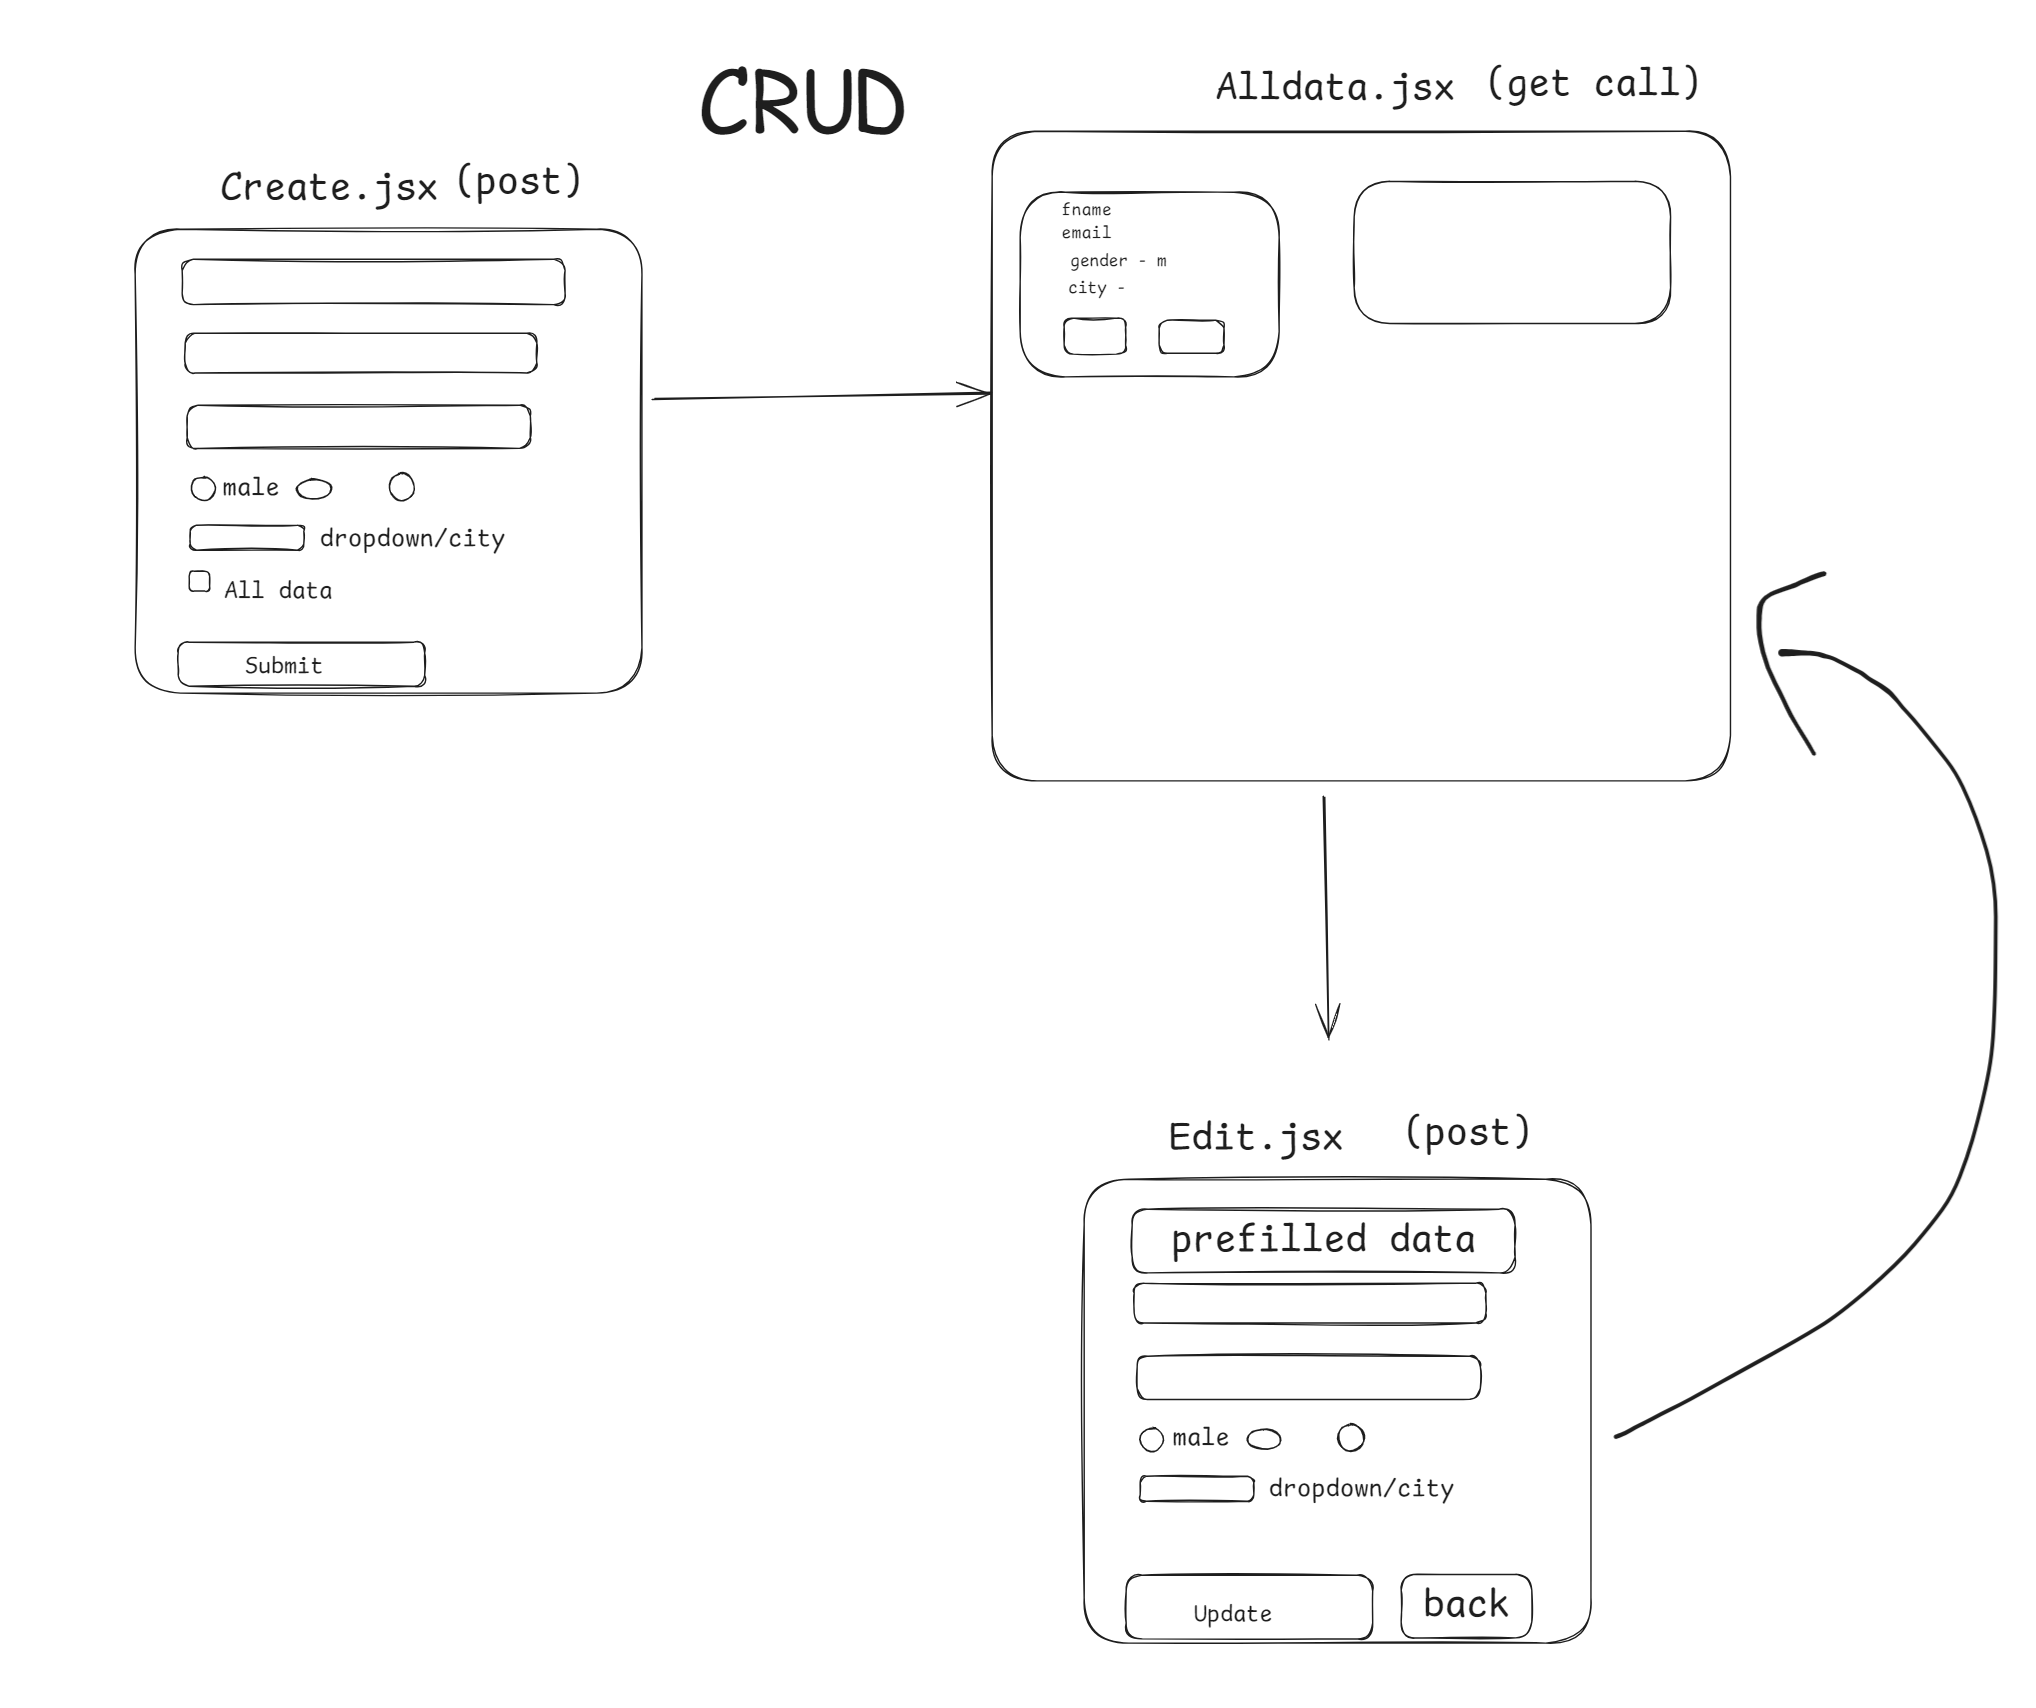 CRUD
Create.jsx (post)
male
dropdown/city
All data
Submit
Alldata.jsx (get call)
fname
email
gender - m
city -
Edit.jsx (post)
prefilled data
male
dropdown/city
Update
back